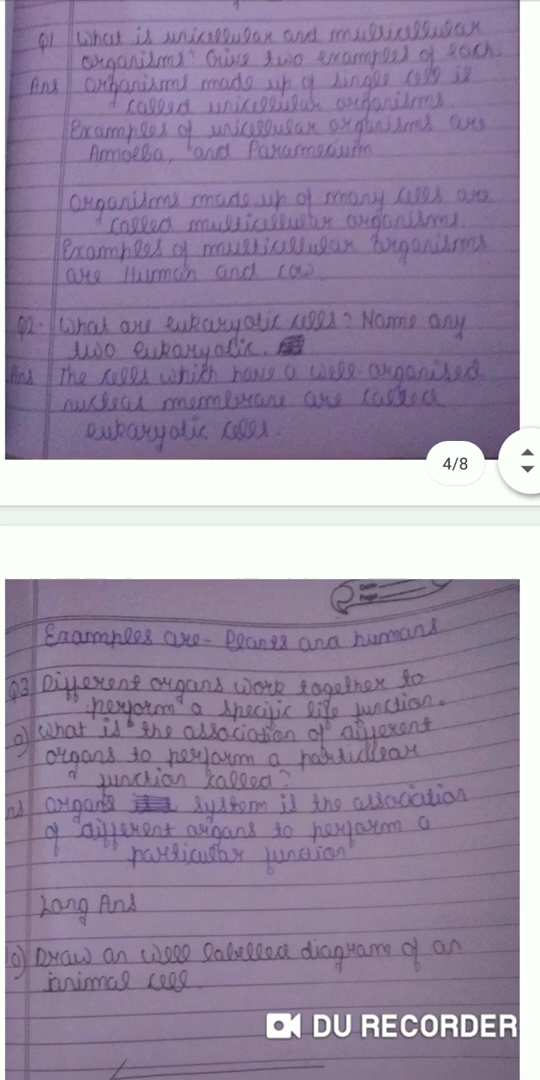 Q1 What is unicellular and multicellular
organisms? Give two examples of each.
Ans Organisms made up of single cell is
called unicellular organisms
Examples of unicellular organisms are
Amoeba, and Paramecium
Organisms made up of many cells are
called multicellular organisms
Examples of multicellular organisms
are Human and cow
Q2- What are eukaryotic cells? Name any
two eukaryotic.
Ans The cells which have a well-organised
nuclear membrane are called
eukaryotic cells.
4/8
Date:
Page:
Examples are - Plants and humans
Q3 Different organs work together to
perform a specific life function.
a) What is the association of different
organs to perform a particular
function called?
ns Organ system is the association
of different organs to perform a
particular function
Long Ans
Q) Draw an well labelled diagram of an
animal cell.
DU RECORDER